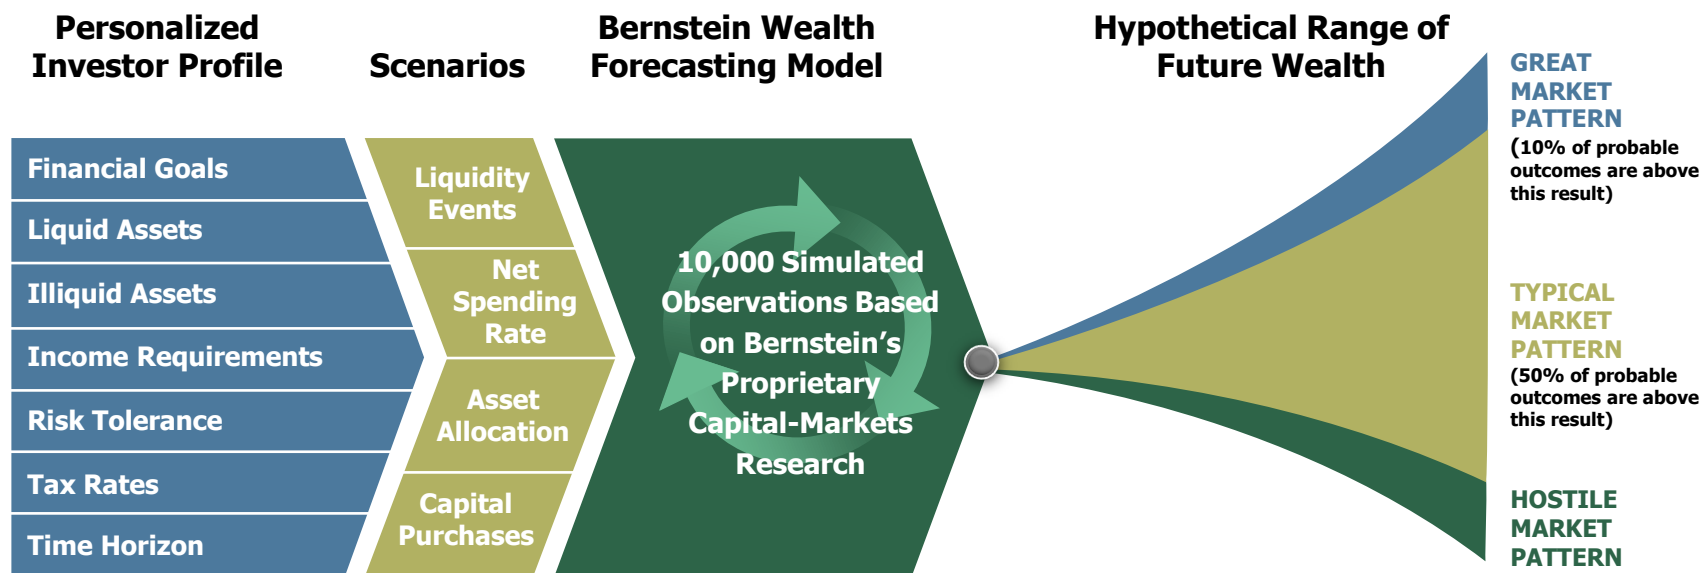 Personalized
Investor Profile
Scenarios
Bernstein Wealth
Forecasting Model
Hypothetical Range of
Future Wealth
Financial Goals
Liquid Assets
Illiquid Assets
Income Requirements
Risk Tolerance
Tax Rates
Time Horizon
Liquidity
Events
Net
Spending
Rate
Asset
Allocation
Capital
Purchases
10,000 Simulated
Observations Based
on Bernstein’s
Proprietary
Capital-Markets
Research
GREAT
MARKET
PATTERN
(10% of probable
outcomes are above
this result)
TYPICAL
MARKET
PATTERN
(50% of probable
outcomes are above
this result)
HOSTILE
MARKET
PATTERN